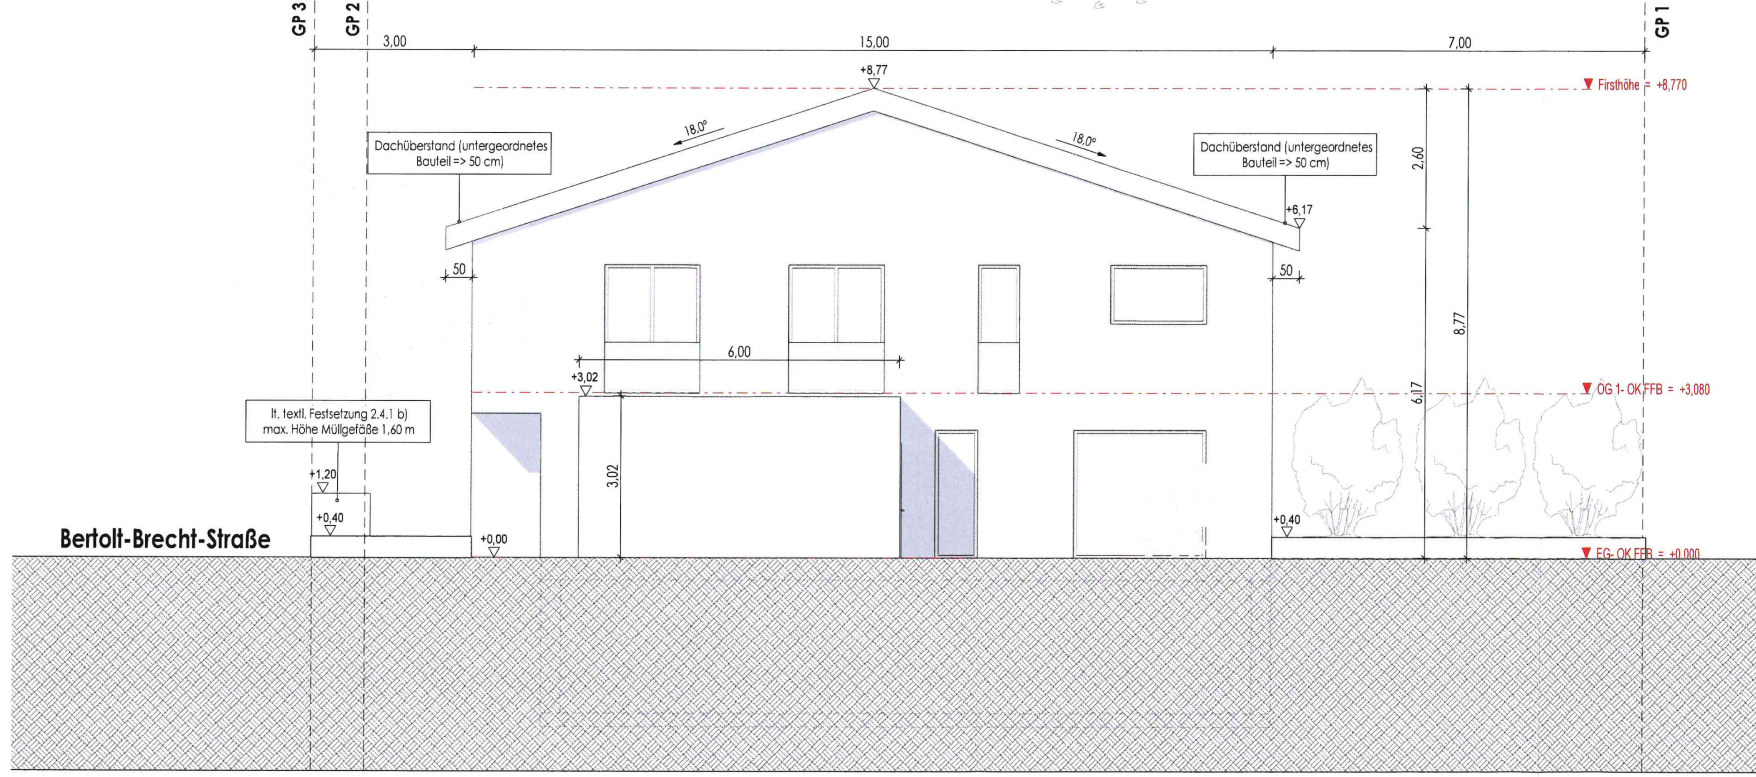 GP 3
GP 2
GP 1
3,00
15,00
7,00
+8,77
Firsthöhe = +8,770
18,0°
18,0°
Dachüberstand (untergeordnetes
Bauteil => 50 cm)
Dachüberstand (untergeordnetes
Bauteil => 50 cm)
2,60
+6,17
50
50
8,77
6,00
+3,02
6,17
OG 1- OK FFB = +3,080
lt. textl. Festsetzung 2.4.1 b)
max. Höhe Müllgefäße 1,60 m
3,02
+1,20
+0,40
+0,40
Bertolt-Brecht-Straße
+0,00
EG- OK FFB = +0,000